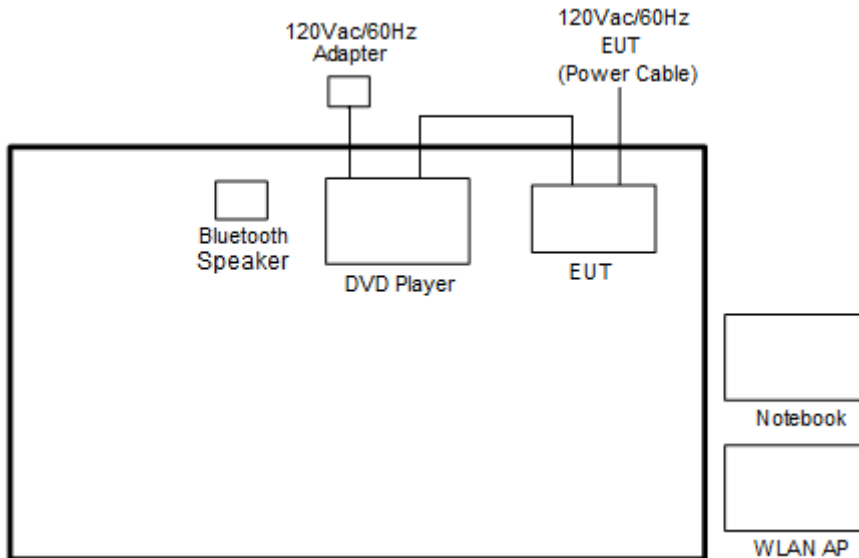 120Vac/60Hz
Adapter
120Vac/60Hz
EUT
(Power Cable)
Bluetooth
Speaker
DVD Player
EUT
Notebook
WLAN AP